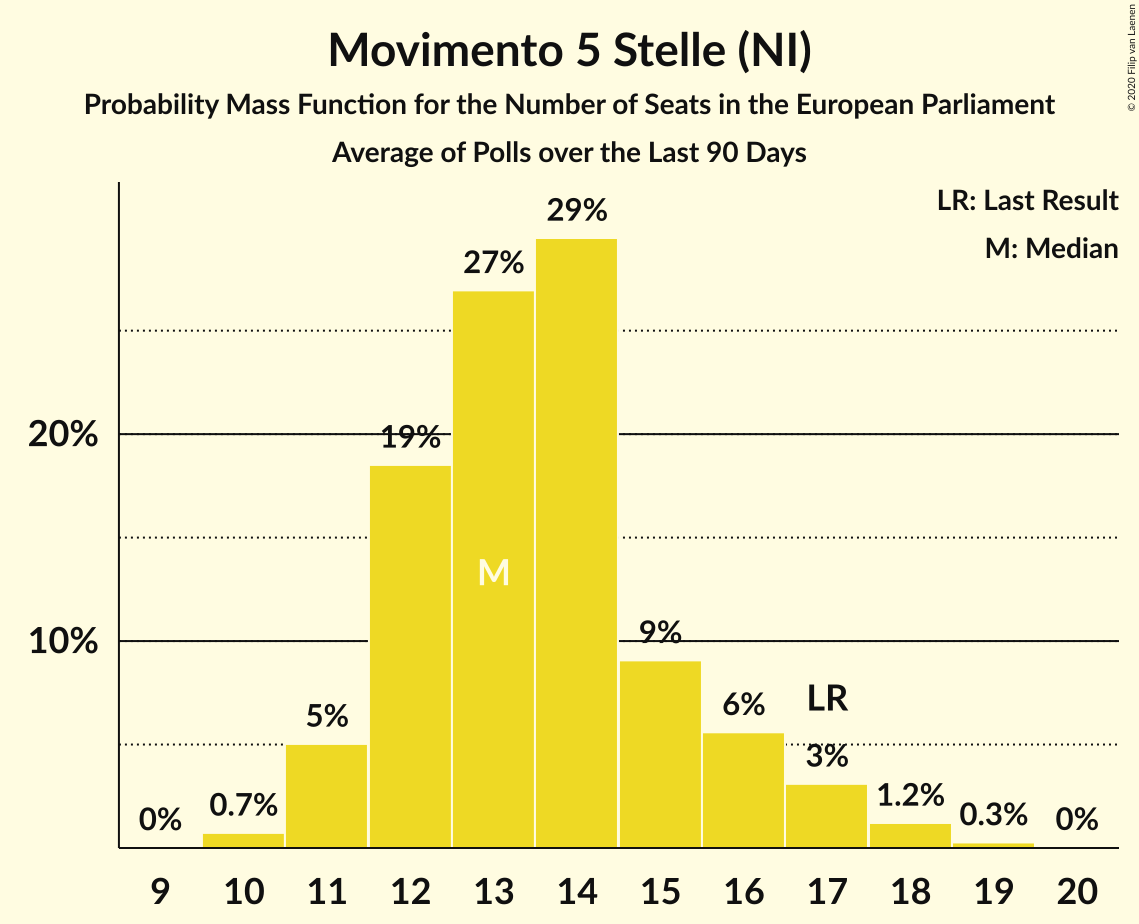 Movimento 5 Stelle (NI)
Probability Mass Function for the Number of Seats in the European Parliament
Average of Polls over the Last 90 Days
© 2020 Filip van Laenen
LR: Last Result
M: Median
20%
10%
0%
0.7%
5%
19%
27%
M
29%
9%
6%
LR
3%
1.2%
0.3%
0%
9 10 11 12 13 14 15 16 17 18 19 20